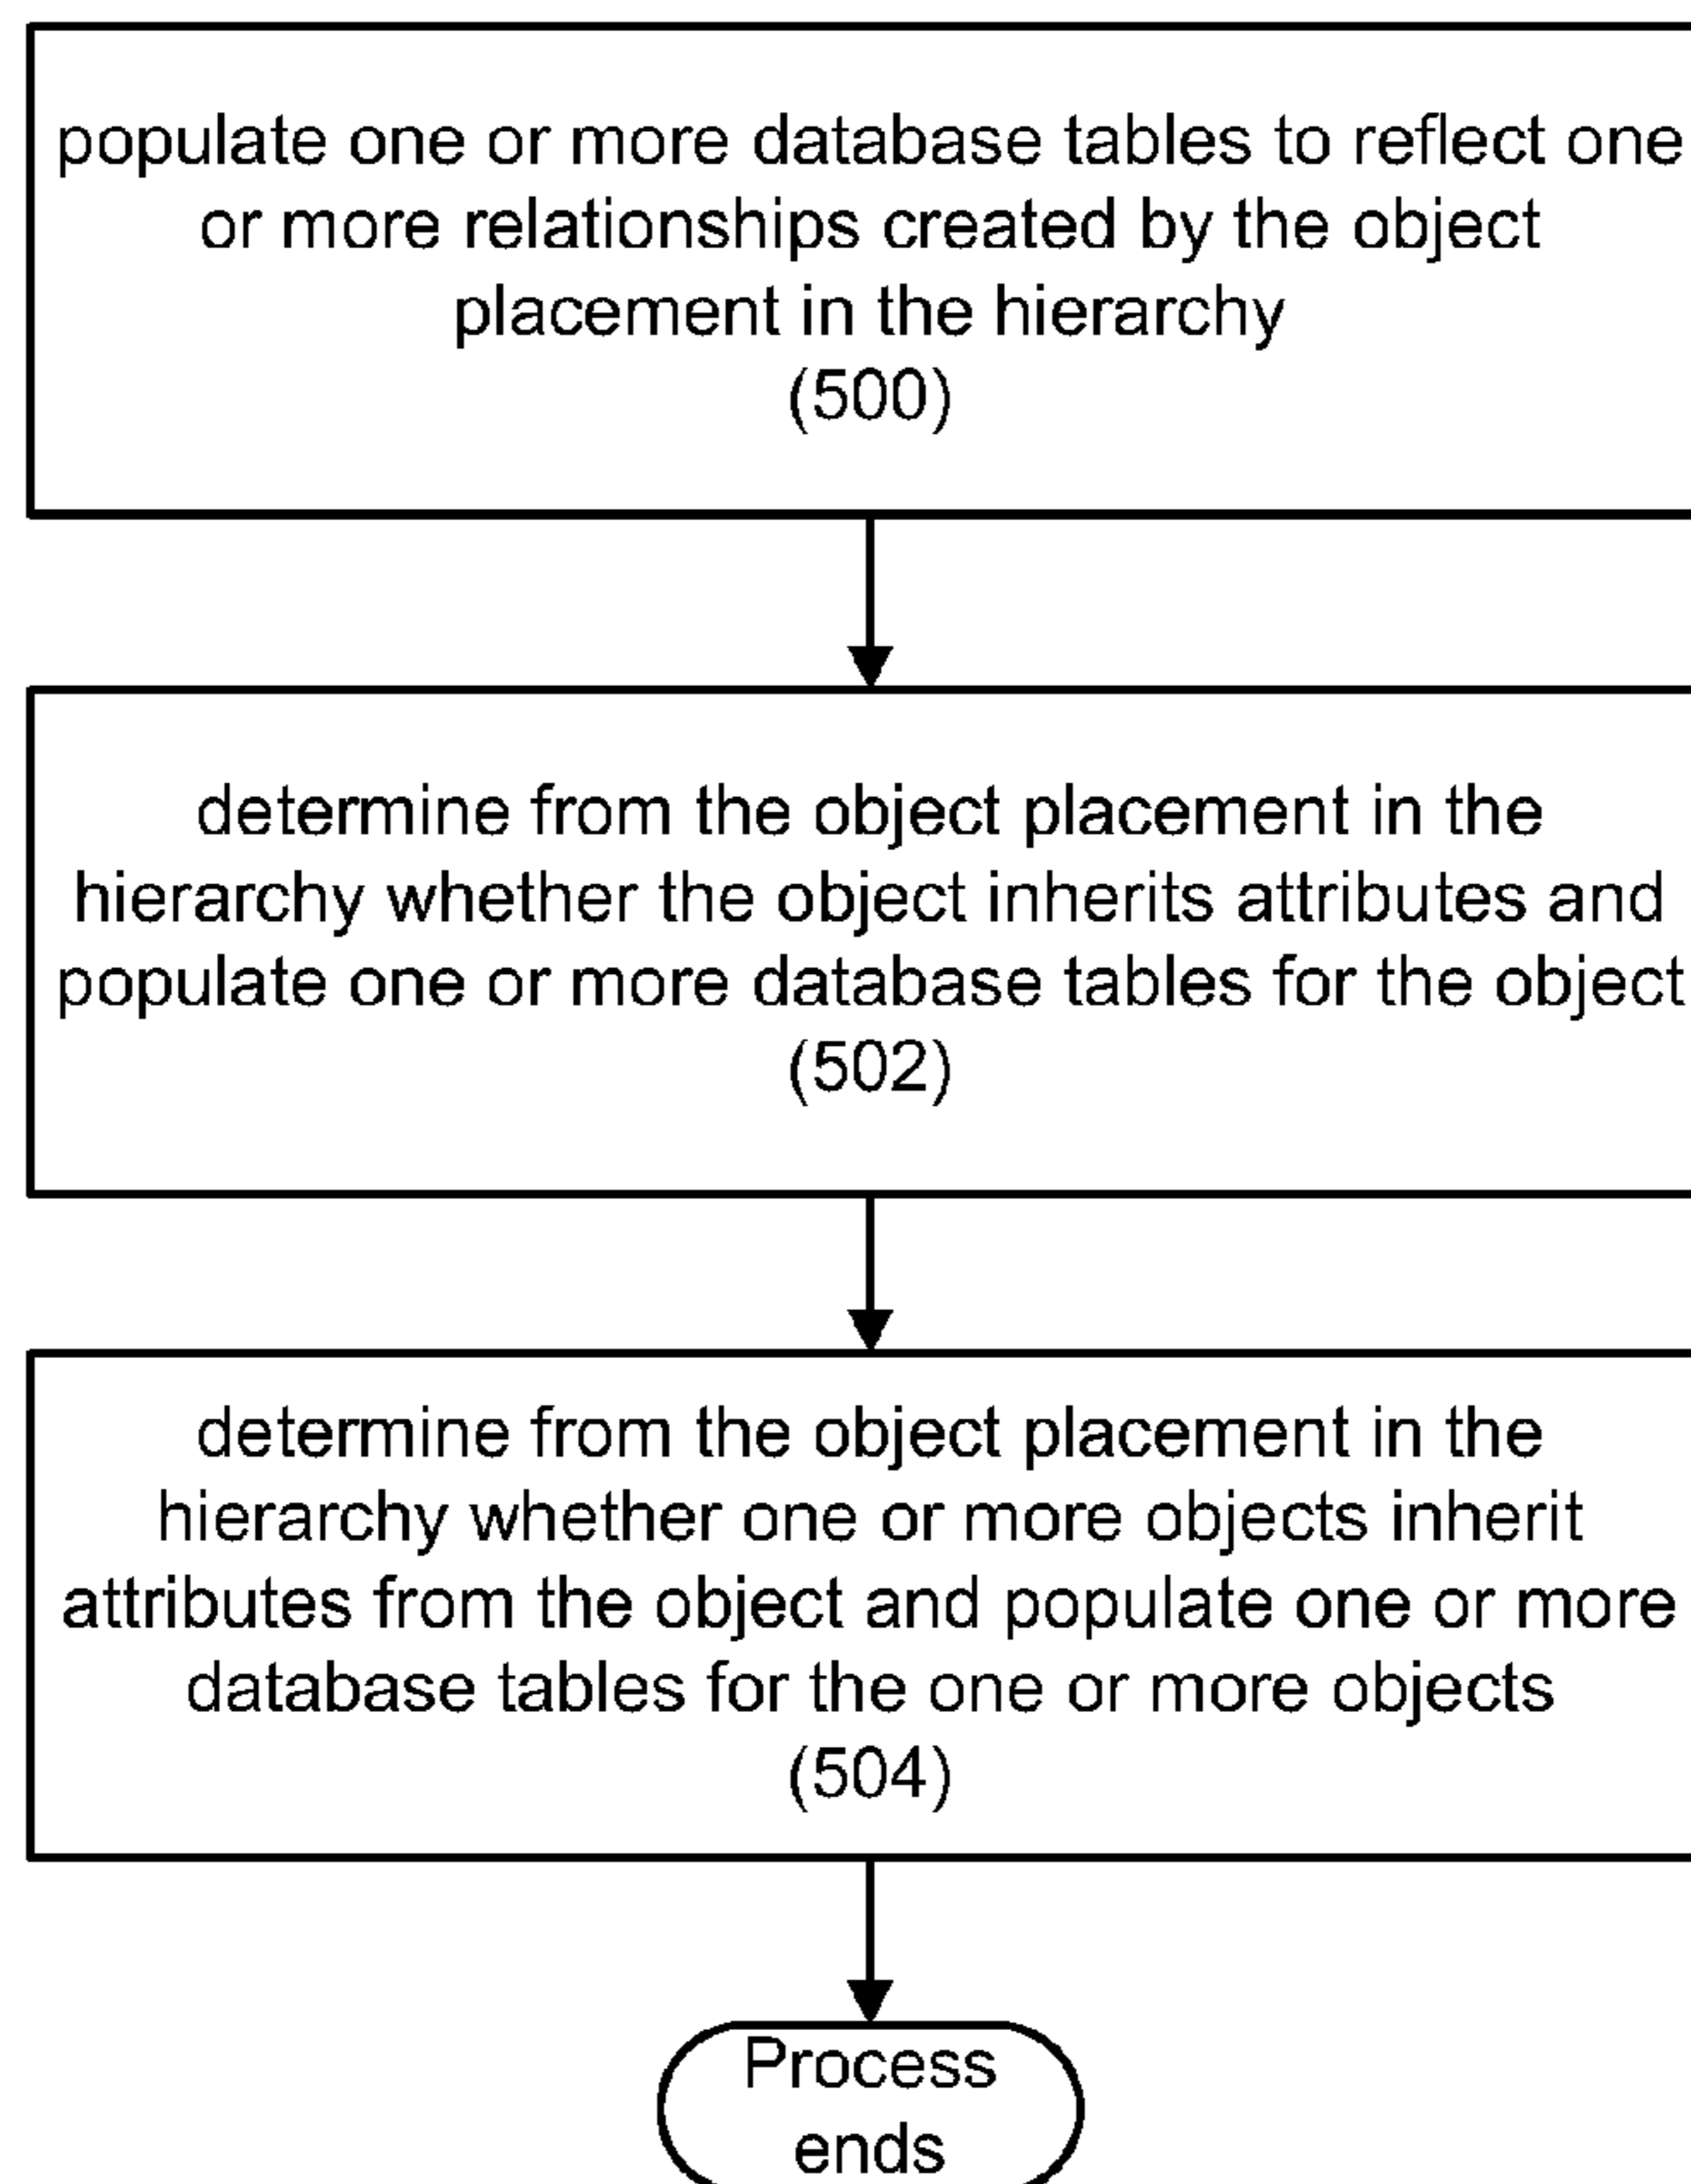 populate one or more database tables to reflect one
or more relationships created by the object
placement in the hierarchy
(500)
determine from the object placement in the
hierarchy whether the object inherits attributes and
populate one or more database tables for the object
(502)
determine from the object placement in the
hierarchy whether one or more objects inherit
attributes from the object and populate one or more
database tables for the one or more objects
(504)
Process
ends